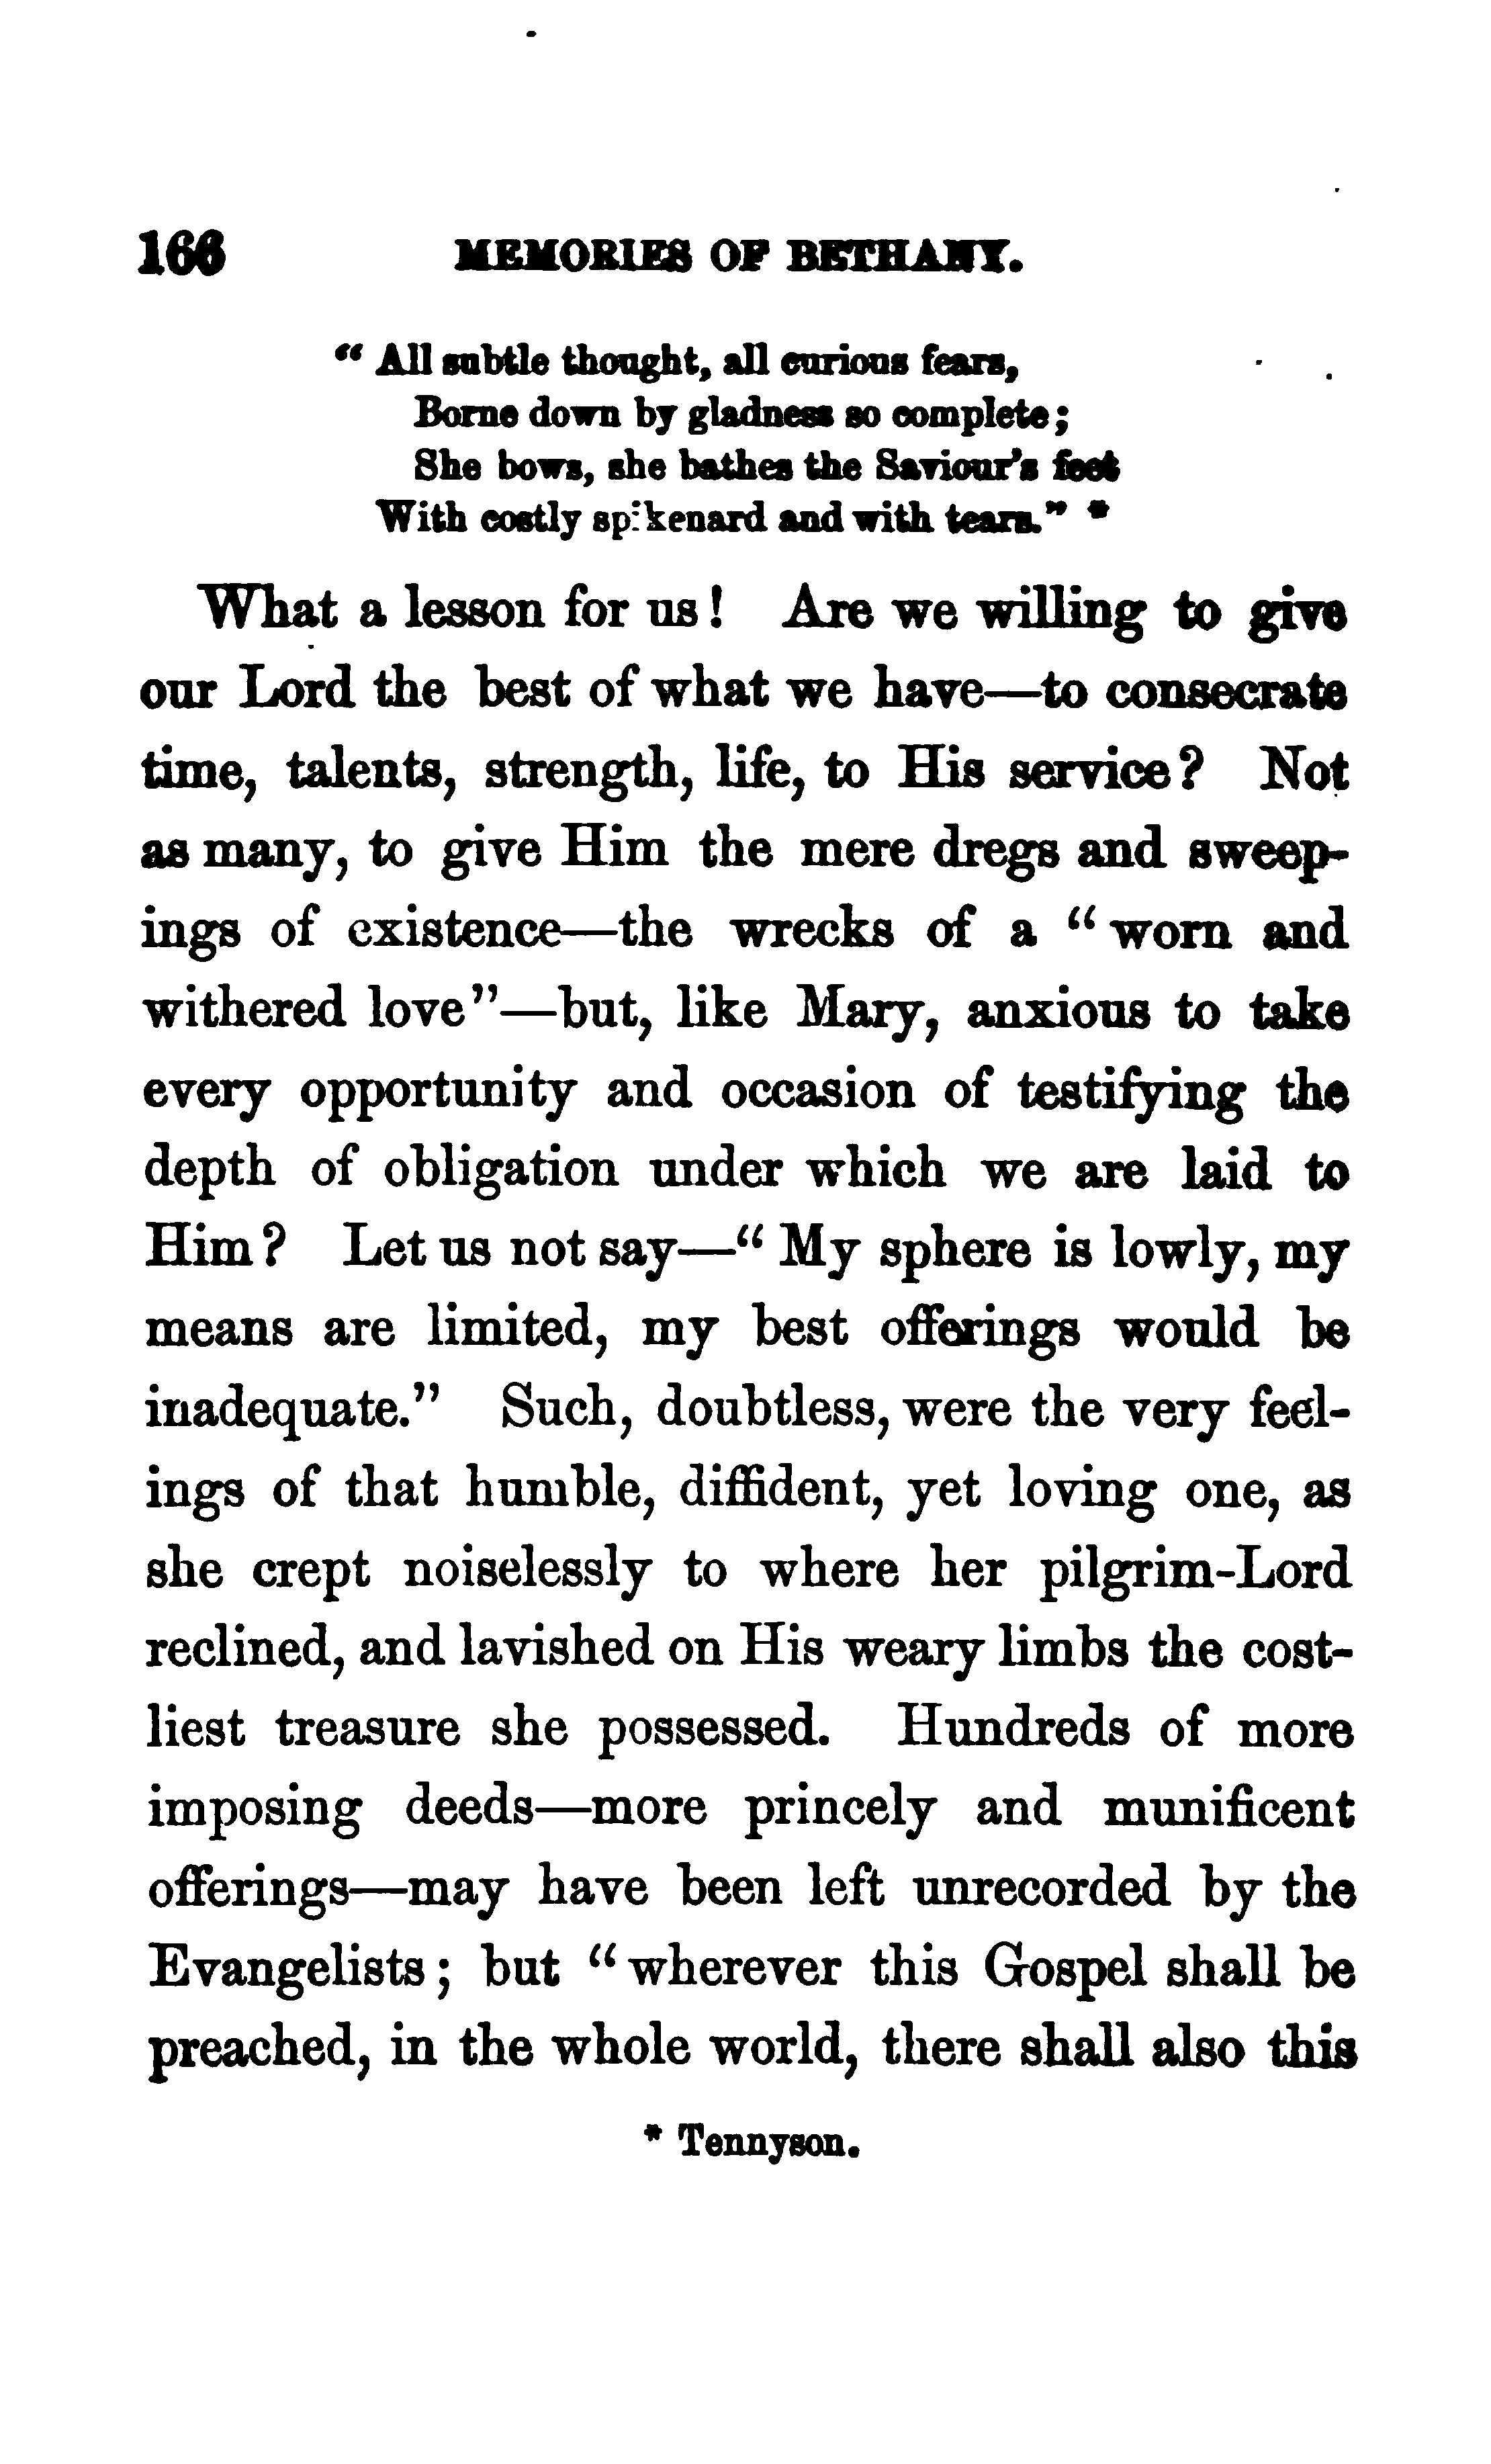 166 MEMORIES OF BETHANY.
“ All subtle thought, all curious fears,
Borne down by gladness so complete ;
She bows, she bathes the Saviour’s feet
With costly spikenard and with tears.” *
What a lesson for us ! Are we willing to give
our Lord the best of what we have—to consecrate
time, talents, strength, life, to His service ? Not
as many, to give Him the mere dregs and sweep-
ings of existence—the wrecks of a “ worn and
withered love”—but, like Mary, anxious to take
every opportunity and occasion of testifying the
depth of obligation under which we are laid to
Him ? Let us not say—“ My sphere is lowly, my
means are limited, my best offerings would be
inadequate.” Such, doubtless, were the very feel-
ings of that humble, diffident, yet loving one, as
she crept noiselessly to where her pilgrim-Lord
reclined, and lavished on His weary limbs the cost-
liest treasure she possessed. Hundreds of more
imposing deeds—more princely and munificent
offerings—may have been left unrecorded by the
Evangelists ; but “ wherever this Gospel shall be
preached, in the whole world, there shall also this
* Tennyson.